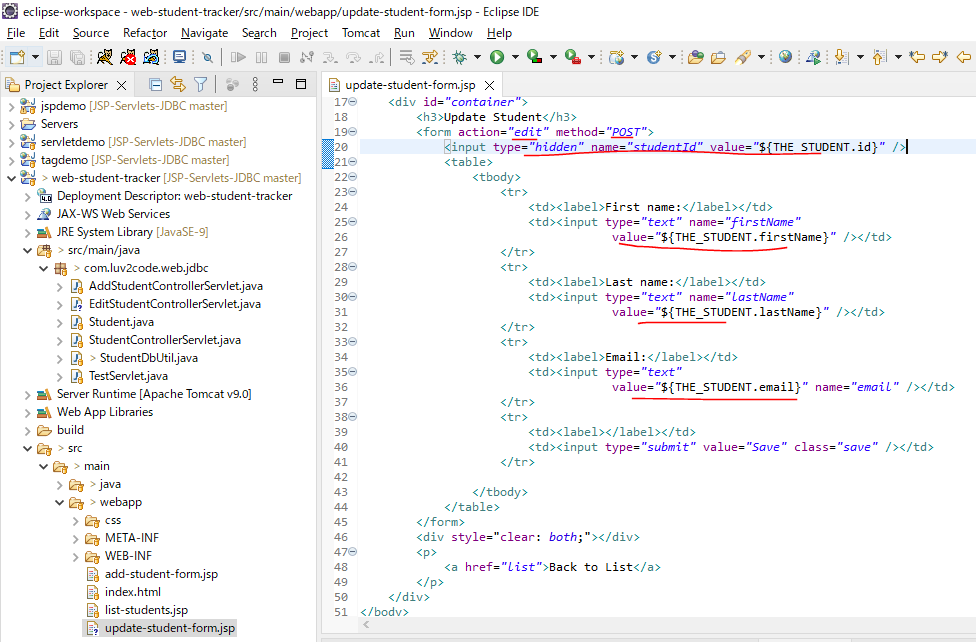 eclipse-workspace - web-student-tracker/src/main/webapp/update-student-form.jsp - Eclipse IDE
File Edit Source Refactor Navigate Search Project Tomcat Run Window Help
Project Explorer
jspdemo [JSP-Servlets-JDBC master]
Servers
servletdemo [JSP-Servlets-JDBC master]
tagdemo [JSP-Servlets-JDBC master]
> web-student-tracker [JSP-Servlets-JDBC master]
Deployment Descriptor: web-student-tracker
JAX-WS Web Services
JRE System Library [JavaSE-9]
> src/main/java
> com.luv2code.web.jdbc
AddStudentControllerServlet.java
EditStudentControllerServlet.java
Student.java
StudentControllerServlet.java
> StudentDbUtil.java
TestServlet.java
Server Runtime [Apache Tomcat v9.0]
Web App Libraries
build
> src
> main
> java
> webapp
css
META-INF
WEB-INF
add-student-form.jsp
index.html
list-students.jsp
update-student-form.jsp
update-student-form.jsp
17 <div id="container">
18 <h3>Update Student</h3>
19 <form action="edit" method="POST">
20 <input type="hidden" name="studentId" value="${THE_STUDENT.id}" />
21 <table>
22 <tbody>
23 <tr>
24 <td><label>First name:</label></td>
25 <td><input type="text" name="firstName"
26 value="${THE_STUDENT.firstName}" /></td>
27 </tr>
28 <tr>
29 <td><label>Last name:</label></td>
30 <td><input type="text" name="lastName"
31 value="${THE_STUDENT.lastName}" /></td>
32 </tr>
33 <tr>
34 <td><label>Email:</label></td>
35 <td><input type="text"
36 value="${THE_STUDENT.email}" name="email" /></td>
37 </tr>
38 <tr>
39 <td><label></label></td>
40 <td><input type="submit" value="Save" class="save" /></td>
41 </tr>
42
43 </tbody>
44 </table>
45 </form>
46 <div style="clear: both;"></div>
47 <p>
48 <a href="list">Back to List</a>
49 </p>
50 </div>
51 </body>